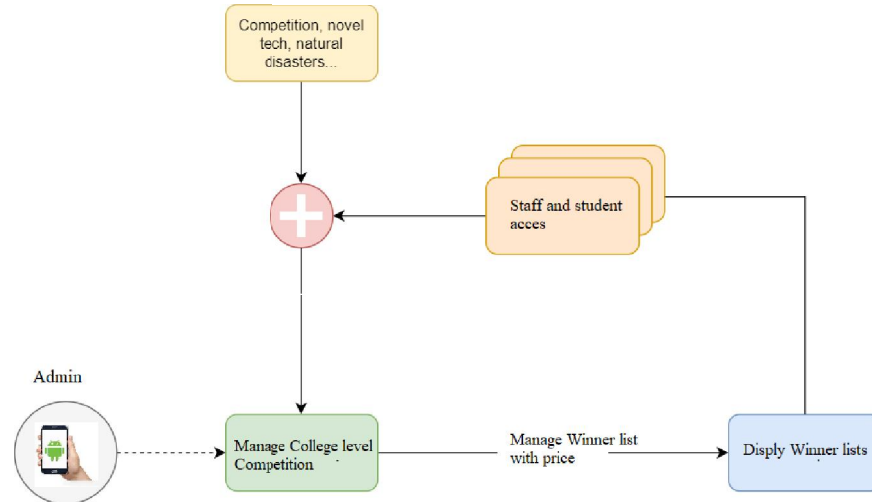 Competition, novel
tech, natural
disasters...
Staff and student
acces
Admin
Manage College level
Competition
Manage Winner list
with price
Disply Winner lists